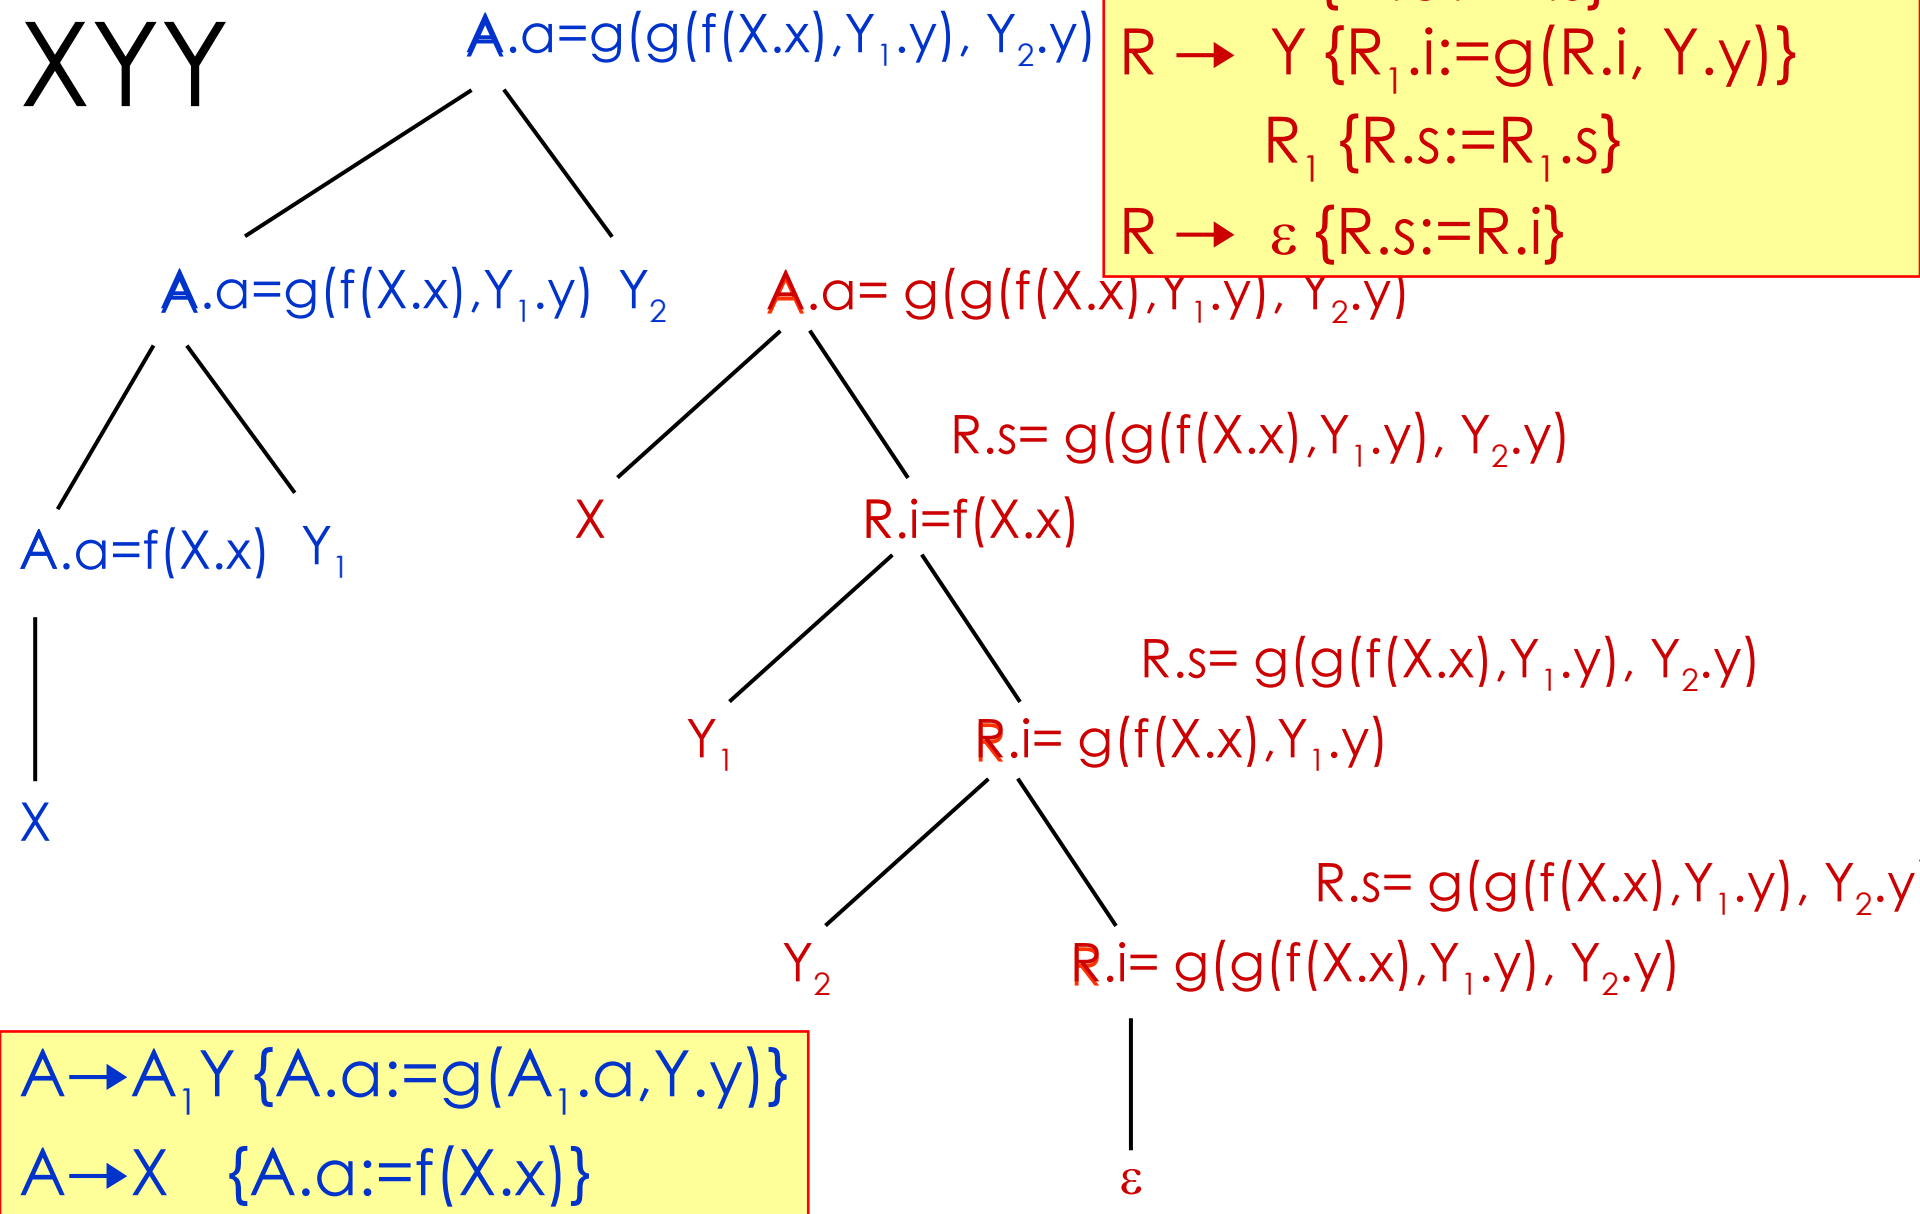 XYY
A.a=g(g(f(X.x),Y₁.y), Y₂.y)
R → Y {R₁.i:=g(R.i, Y.y)}
R₁ {R.s:=R₁.s}
R → ε {R.s:=R.i}
A.a=g(f(X.x),Y₁.y) Y₂
A.a= g(g(f(X.x),Y₁.y), Y₂.y)
R.s= g(g(f(X.x),Y₁.y), Y₂.y)
X R.i=f(X.x)
A.a=f(X.x) Y₁
R.s= g(g(f(X.x),Y₁.y), Y₂.y)
Y₁ R.i= g(f(X.x),Y₁.y)
X
R.s= g(g(f(X.x),Y₁.y), Y₂.y
Y₂ R.i= g(g(f(X.x),Y₁.y), Y₂.y)
ε
A→A₁Y {A.a:=g(A₁.a,Y.y)}
A→X {A.a:=f(X.x)}